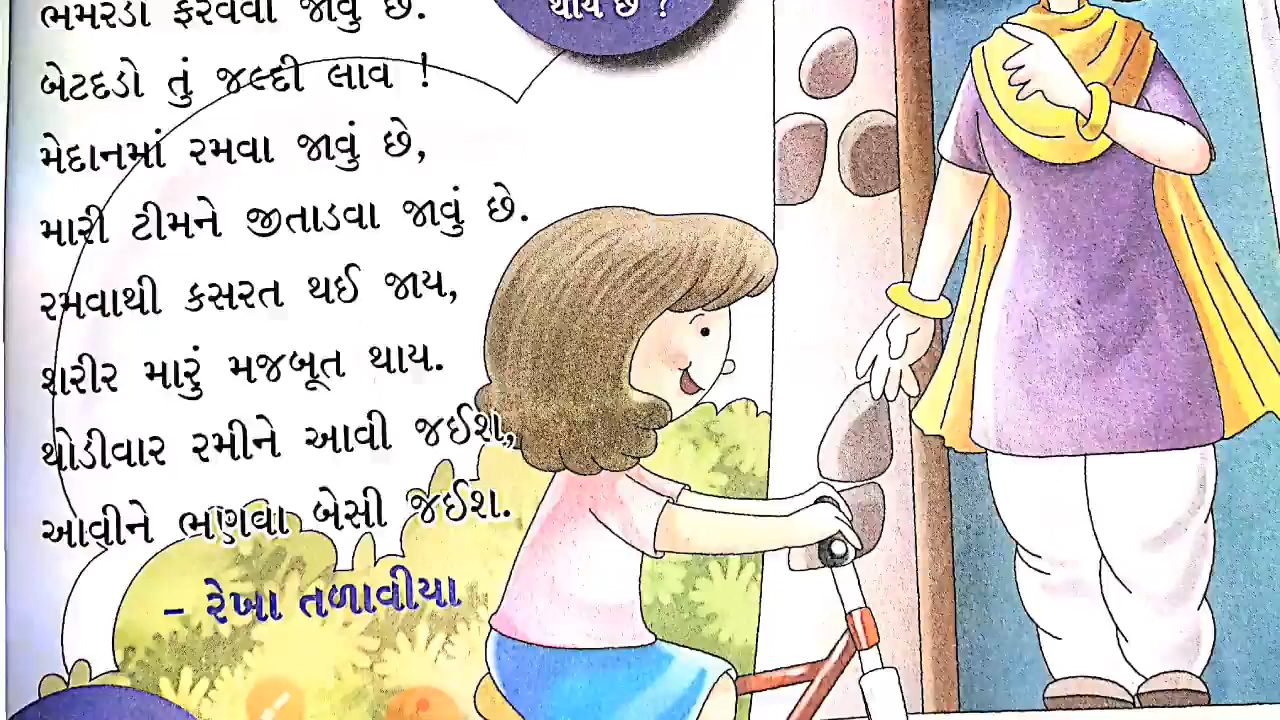 ભમરડો ફેરવવા જાવું છે.
થાય છે ?
બેટદડો તું જલ્દી લાવ !
મેદાનમાં રમવા જાવું છે,
મારી ટીમને જીતાડવા જાવું છે.
રમવાથી કસરત થઈ જાય,
શરીર મારું મજબૂત થાય.
થોડીવાર રમીને આવી જઈશ,
આવીને ભણવા બેસી જઈશ.
– રેખા તળાવીયા